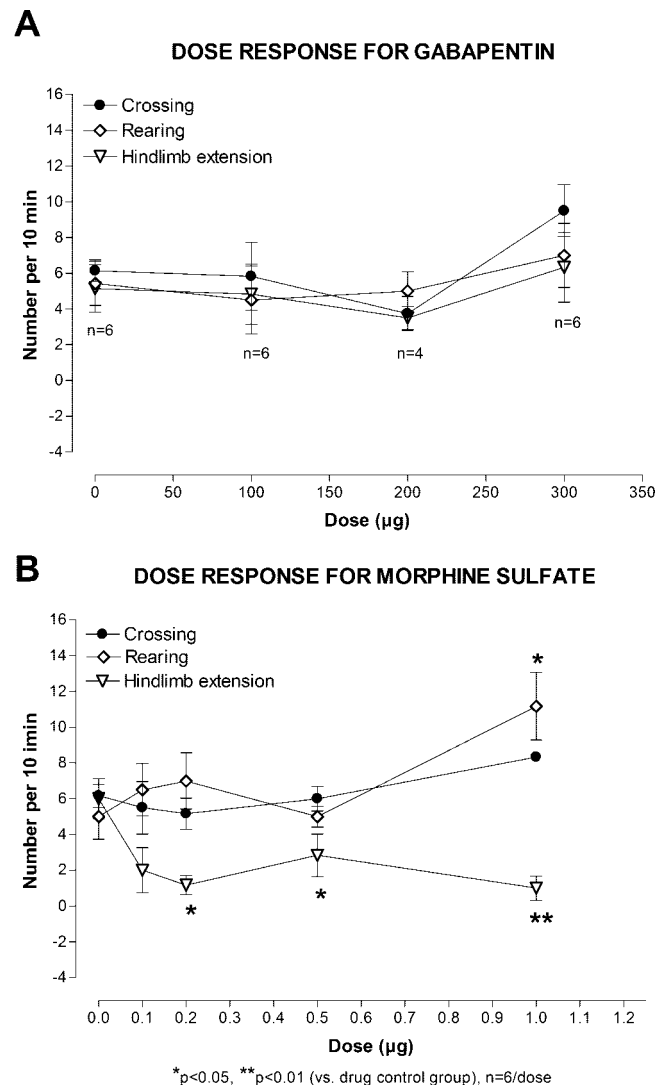 A
DOSE RESPONSE FOR GABAPENTIN
16
14
12
10
8
6
4
2
0
-2
-4
Number per 10 min
Crossing
Rearing
Hindlimb extension
n=6
n=6
n=4
n=6
0 50 100 150 200 250 300 350
Dose (µg)
B
DOSE RESPONSE FOR MORPHINE SULFATE
16
14
12
10
8
6
4
2
0
-2
-4
Number per 10 imin
Crossing
Rearing
Hindlimb extension
*
*
*
**
0.0 0.1 0.2 0.3 0.4 0.5 0.6 0.7 0.8 0.9 1.0 1.1 1.2
Dose (µg)
*p<0.05, **p<0.01 (vs. drug control group), n=6/dose